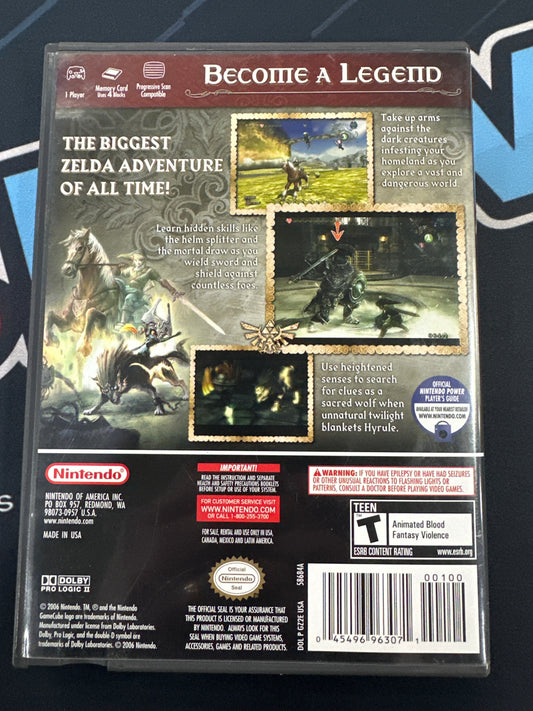 1 Player
Memory Card
Uses 4 Blocks
Progressive Scan
Compatible
BECOME A LEGEND
THE BIGGEST
ZELDA ADVENTURE
OF ALL TIME!
Take up arms
against the
dark creatures
infesting your
homeland as you
explore a vast and
dangerous world.
Learn hidden skills like
the helm splitter and
the mortal draw as you
wield sword and
shield against
countless foes.
Use heightened
senses to search
for clues as a
sacred wolf when
unnatural twilight
blankets Hyrule.
OFFICIAL
NINTENDO POWER
PLAYER'S GUIDE
AVAILABLE AT YOUR NEAREST RETAILER!
WWW.NINTENDO.COM
Nintendo
NINTENDO OF AMERICA INC.
PO BOX 957, REDMOND, WA
98073-0957 U.S.A.
www.nintendo.com
MADE IN USA
IMPORTANT!
READ THE INSTRUCTION AND SEPARATE
HEALTH AND SAFETY PRECAUTIONS BOOKLETS
BEFORE SETUP OR USE OF YOUR SYSTEM.
FOR CUSTOMER SERVICE VISIT
WWW.NINTENDO.COM
OR CALL 1-800-255-3700
FOR SALE, RENTAL AND USE ONLY IN USA,
CANADA, MEXICO AND LATIN AMERICA.
WARNING: IF YOU HAVE EPILEPSY OR HAVE HAD SEIZURES
OR OTHER UNUSUAL REACTIONS TO FLASHING LIGHTS OR
PATTERNS, CONSULT A DOCTOR BEFORE PLAYING VIDEO GAMES.
TEEN
T
Animated Blood
Fantasy Violence
ESRB CONTENT RATING
www.esrb.org
DOLBY
PRO LOGIC II
© 2006 Nintendo. TM, ® and the Nintendo
GameCube logo are trademarks of Nintendo.
Manufactured under license from Dolby Laboratories.
Dolby, Pro Logic, and the double-D symbol are
trademarks of Dolby Laboratories. © 2006 Nintendo.
Official
Nintendo
Seal
THE OFFICIAL SEAL IS YOUR ASSURANCE THAT
THIS PRODUCT IS LICENSED OR MANUFACTURED
BY NINTENDO. ALWAYS LOOK FOR THIS
SEAL WHEN BUYING VIDEO GAME SYSTEMS,
ACCESSORIES, GAMES AND RELATED PRODUCTS.
58684A
DOL P GZ2E USA
00100
0 45496 96307 1